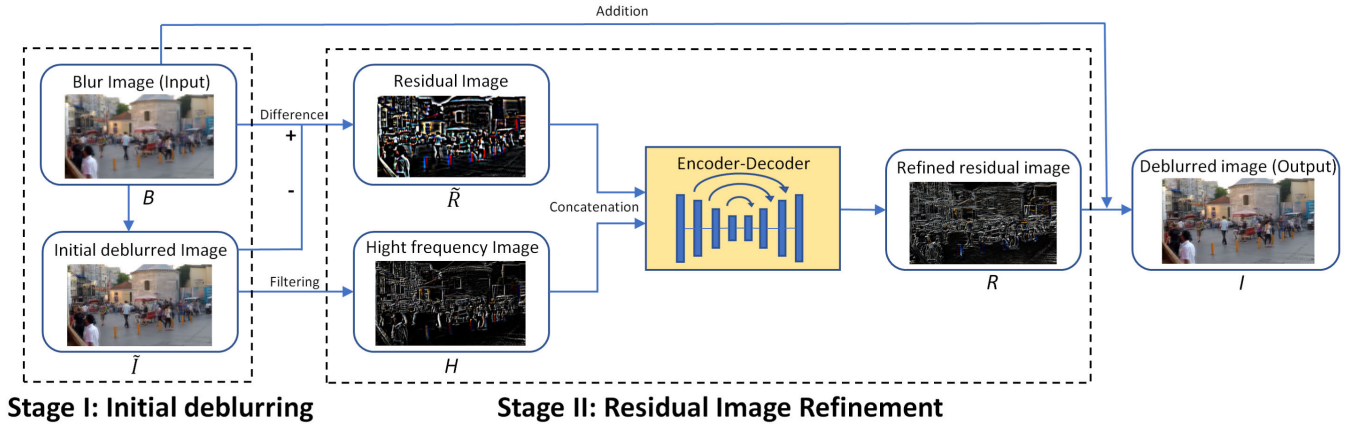 Addition
Blur Image (Input)
B
Initial deblurred Image
Ĩ
Difference
+
-
Filtering
Residual Image
R̃
Hight frequency Image
H
Concatenation
Encoder-Decoder
Refined residual image
R
Deblurred image (Output)
I
Stage I: Initial deblurring
Stage II: Residual Image Refinement